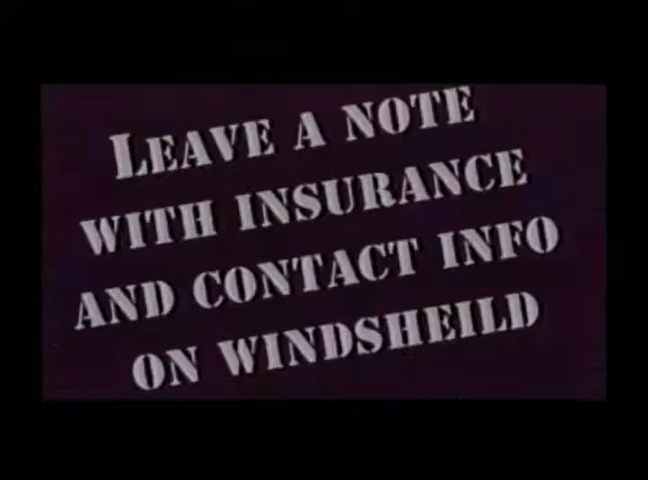 LEAVE A NOTE
WITH INSURANCE
AND CONTACT INFO
ON WINDSHEILD